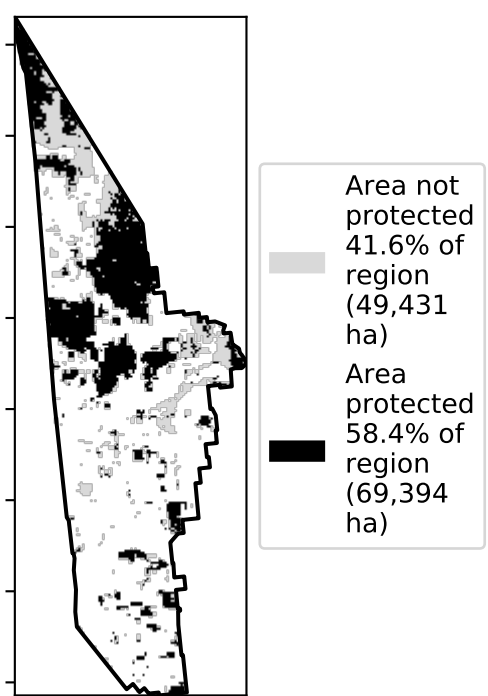 Area not
protected
41.6% of
region
(49,431
ha)
Area
protected
58.4% of
region
(69,394
ha)